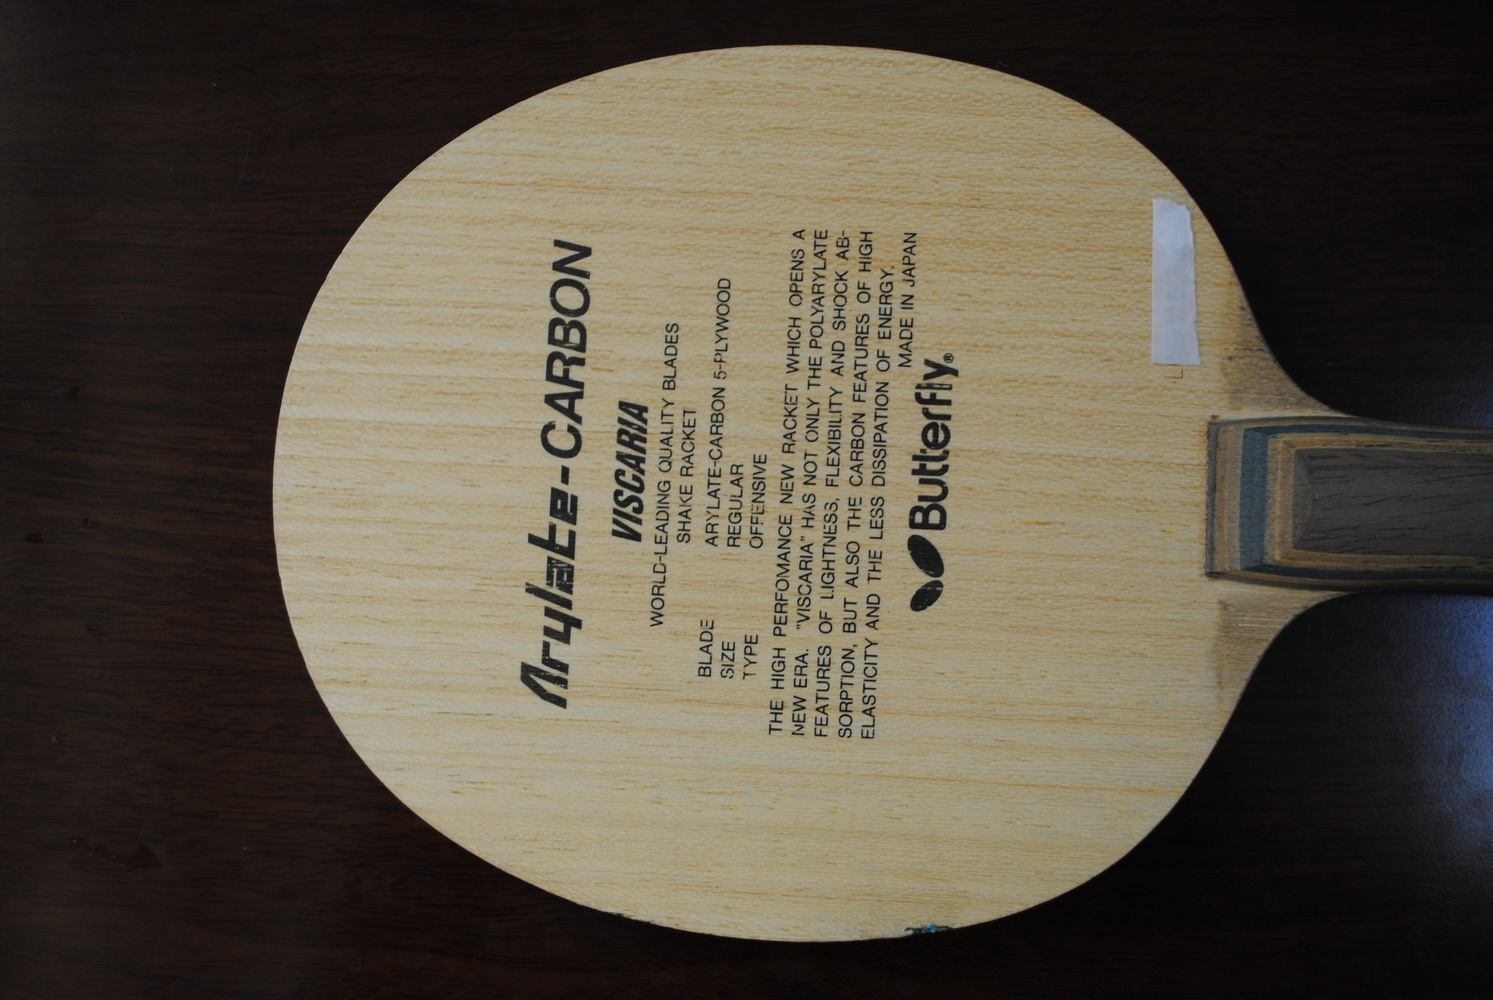 Arylate-CARBON
VISCARIA
WORLD-LEADING QUALITY BLADES
SHAKE RACKET
BLADE ARYLATE-CARBON 5-PLYWOOD
SIZE REGULAR
TYPE OFFENSIVE
THE HIGH PERFOMANCE NEW RACKET WHICH OPENS A
NEW ERA. "VISCARIA" HAS NOT ONLY THE POLYARYLATE
FEATURES OF LIGHTNESS, FLEXIBILITY AND SHOCK AB-
SORPTION, BUT ALSO THE CARBON FEATURES OF HIGH
ELASTICITY AND THE LESS DISSIPATION OF ENERGY.
MADE IN JAPAN
Butterfly®